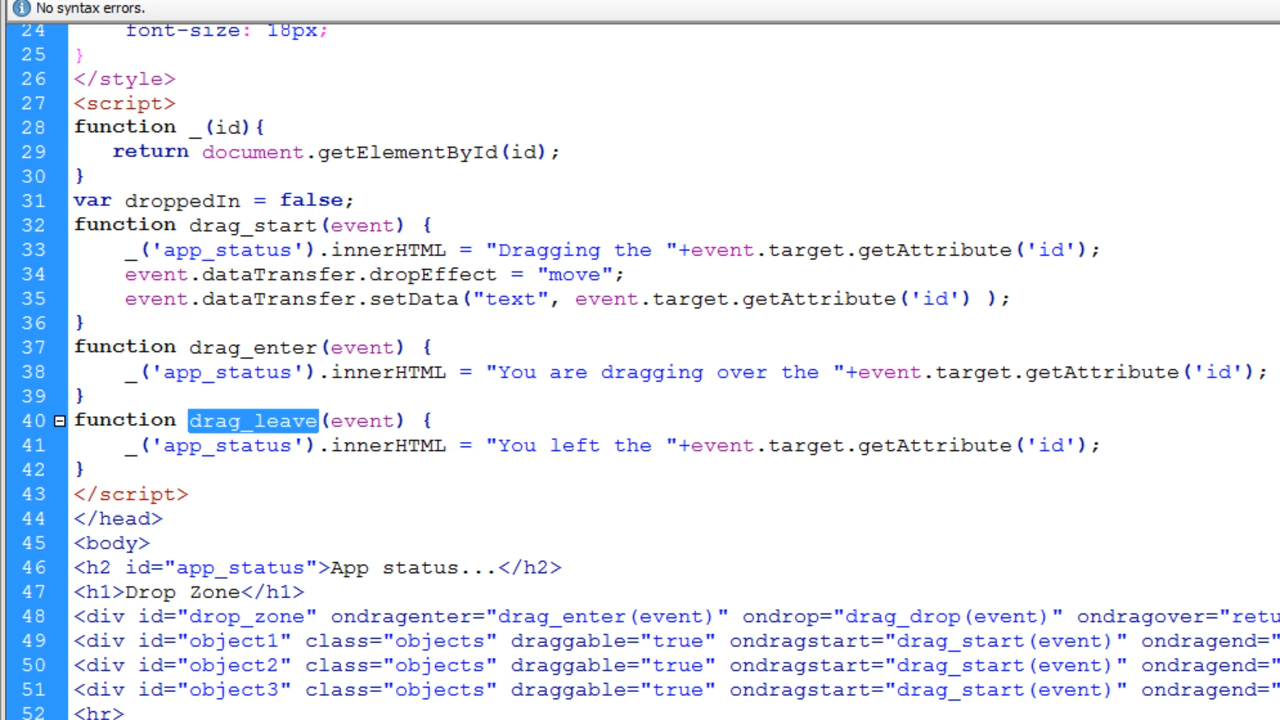 No syntax errors.
24 font-size: 18px;
25 }
26 </style>
27 <script>
28 function _(id){
29 return document.getElementById(id);
30 }
31 var droppedIn = false;
32 function drag_start(event) {
33 _('app_status').innerHTML = "Dragging the "+event.target.getAttribute('id');
34 event.dataTransfer.dropEffect = "move";
35 event.dataTransfer.setData("text", event.target.getAttribute('id') );
36 }
37 function drag_enter(event) {
38 _('app_status').innerHTML = "You are dragging over the "+event.target.getAttribute('id');
39 }
40 function drag_leave(event) {
41 _('app_status').innerHTML = "You left the "+event.target.getAttribute('id');
42 }
43 </script>
44 </head>
45 <body>
46 <h2 id="app_status">App status...</h2>
47 <h1>Drop Zone</h1>
48 <div id="drop_zone" ondragenter="drag_enter(event)" ondrop="drag_drop(event)" ondragover="retu
49 <div id="object1" class="objects" draggable="true" ondragstart="drag_start(event)" ondragend="
50 <div id="object2" class="objects" draggable="true" ondragstart="drag_start(event)" ondragend="
51 <div id="object3" class="objects" draggable="true" ondragstart="drag_start(event)" ondragend="
52 <hr>